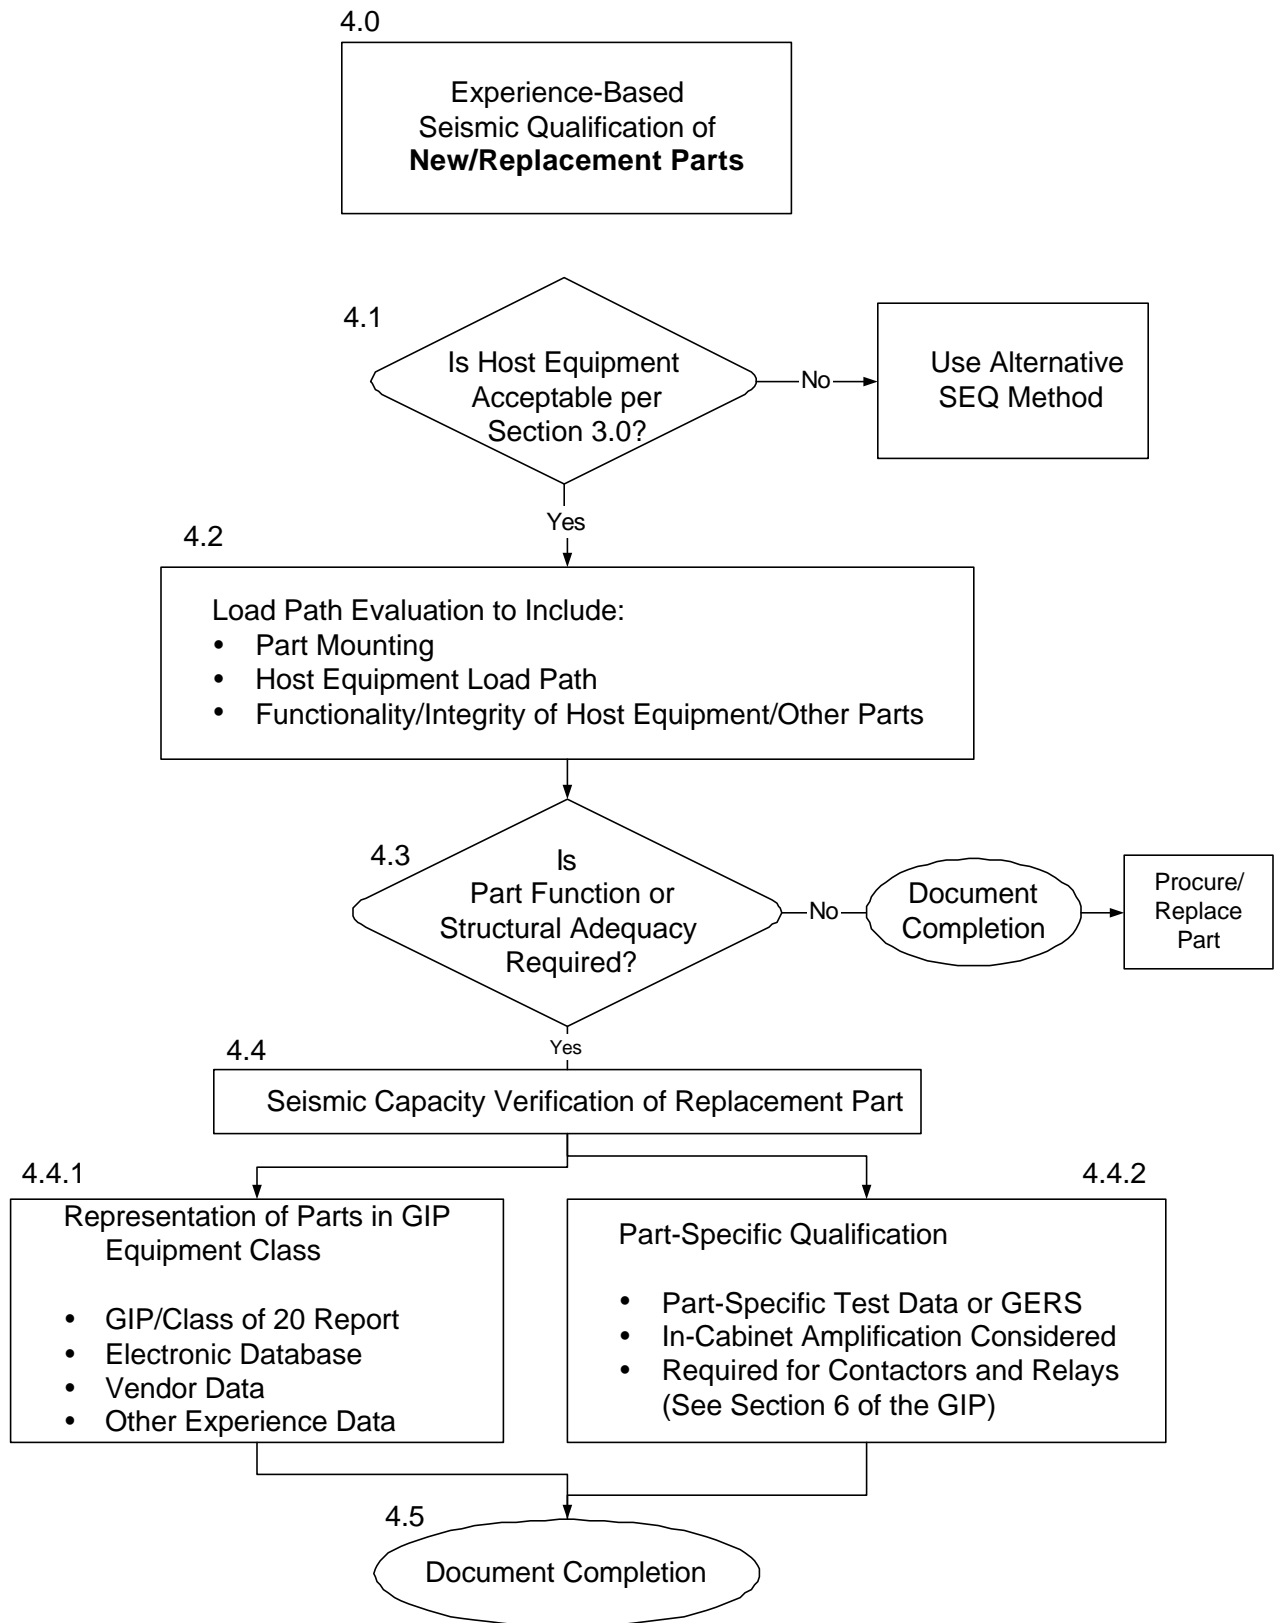 4.0
Experience-Based
Seismic Qualification of
New/Replacement Parts
4.1
Is Host Equipment
Acceptable per
Section 3.0?
No
Use Alternative
SEQ Method
Yes
4.2
Load Path Evaluation to Include:
• Part Mounting
• Host Equipment Load Path
• Functionality/Integrity of Host Equipment/Other Parts
4.3
Is
Part Function or
Structural Adequacy
Required?
No
Document
Completion
Procure/
Replace
Part
Yes
4.4
Seismic Capacity Verification of Replacement Part
4.4.1
Representation of Parts in GIP
Equipment Class
• GIP/Class of 20 Report
• Electronic Database
• Vendor Data
• Other Experience Data
4.4.2
Part-Specific Qualification
• Part-Specific Test Data or GERS
• In-Cabinet Amplification Considered
• Required for Contactors and Relays
(See Section 6 of the GIP)
4.5
Document Completion